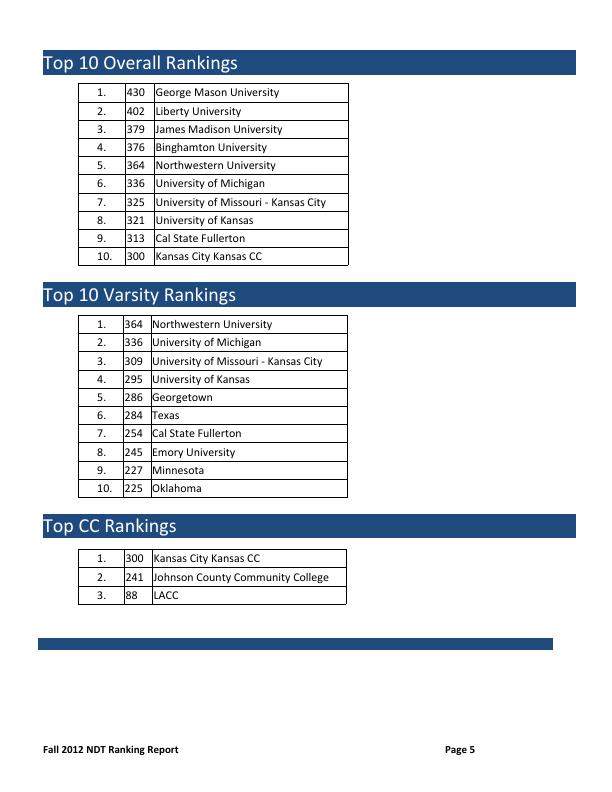 Top 10 Overall Rankings
1. 430 George Mason University
2. 402 Liberty University
3. 379 James Madison University
4. 376 Binghamton University
5. 364 Northwestern University
6. 336 University of Michigan
7. 325 University of Missouri - Kansas City
8. 321 University of Kansas
9. 313 Cal State Fullerton
10. 300 Kansas City Kansas CC
Top 10 Varsity Rankings
1. 364 Northwestern University
2. 336 University of Michigan
3. 309 University of Missouri - Kansas City
4. 295 University of Kansas
5. 286 Georgetown
6. 284 Texas
7. 254 Cal State Fullerton
8. 245 Emory University
9. 227 Minnesota
10. 225 Oklahoma
Top CC Rankings
1. 300 Kansas City Kansas CC
2. 241 Johnson County Community College
3. 88 LACC
Fall 2012 NDT Ranking Report Page 5